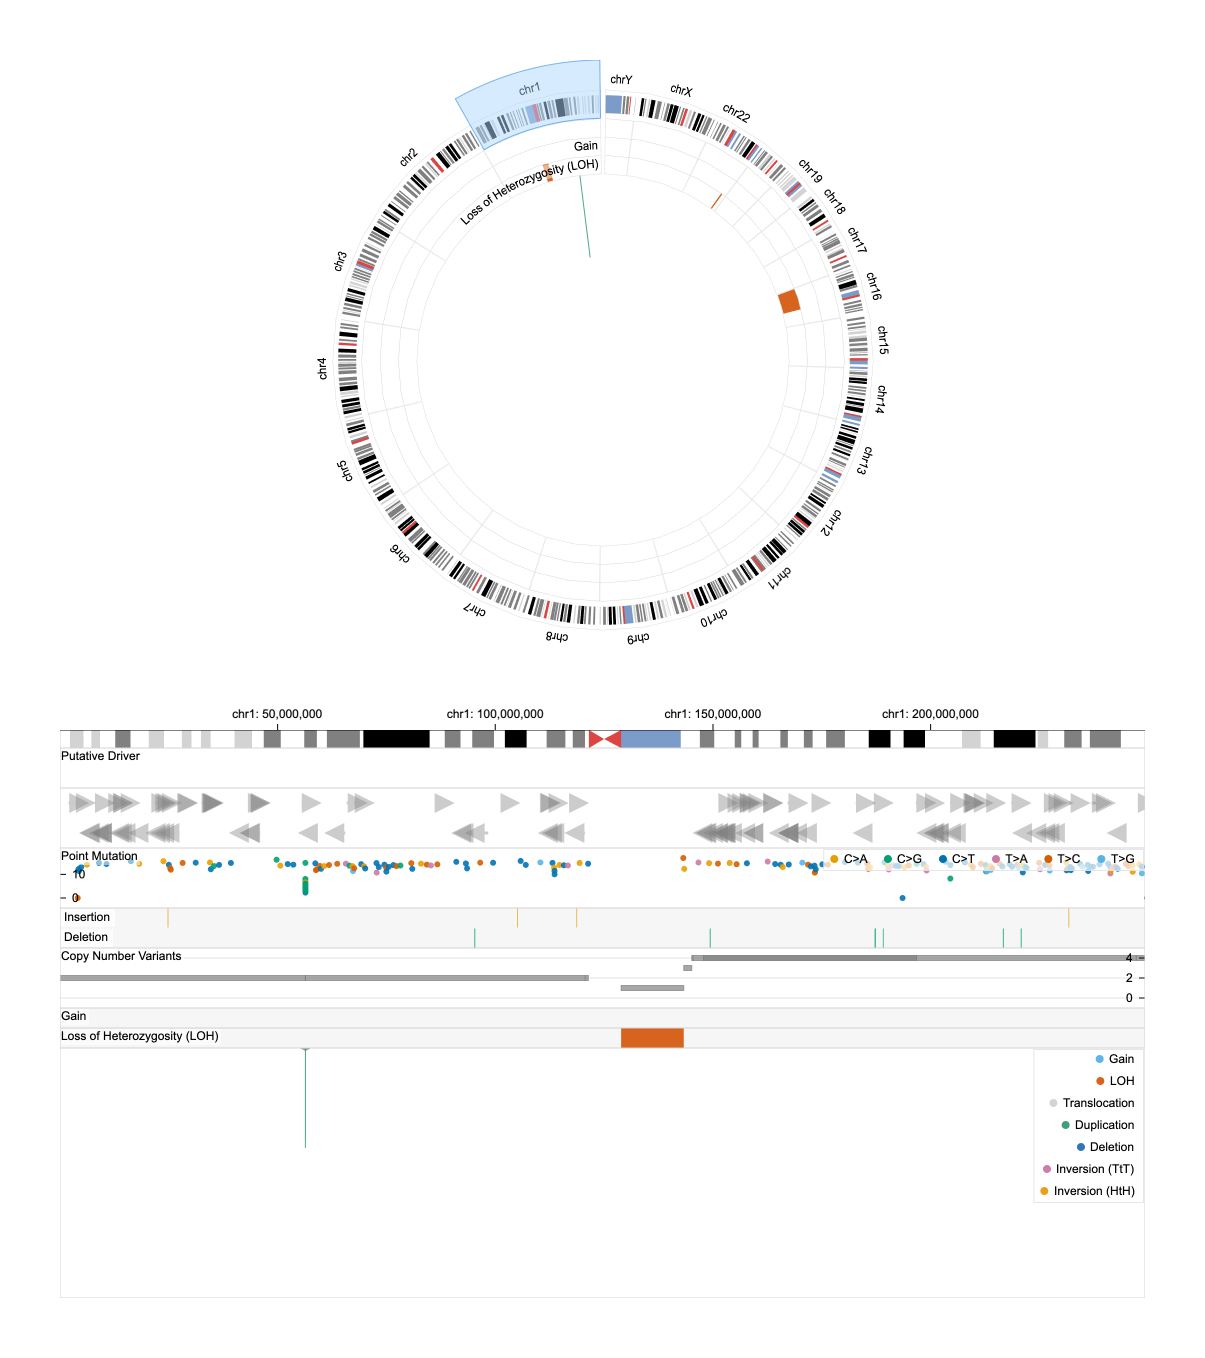 chr1
chrY
chrX
chr22
chr19
chr18
chr17
chr16
chr15
chr14
chr13
chr12
chr11
chr10
chr9
chr8
chr7
chr6
chr5
chr4
chr3
chr2
Gain
Loss of Heterozygosity (LOH)
chr1: 50,000,000 chr1: 100,000,000 chr1: 150,000,000 chr1: 200,000,000
Putative Driver
Point Mutation C>A C>G C>T T>A T>C T>G
10
0
Insertion
Deletion
Copy Number Variants
4
2
0
Gain
Loss of Heterozygosity (LOH)
Gain
LOH
Translocation
Duplication
Deletion
Inversion (TtT)
Inversion (HtH)